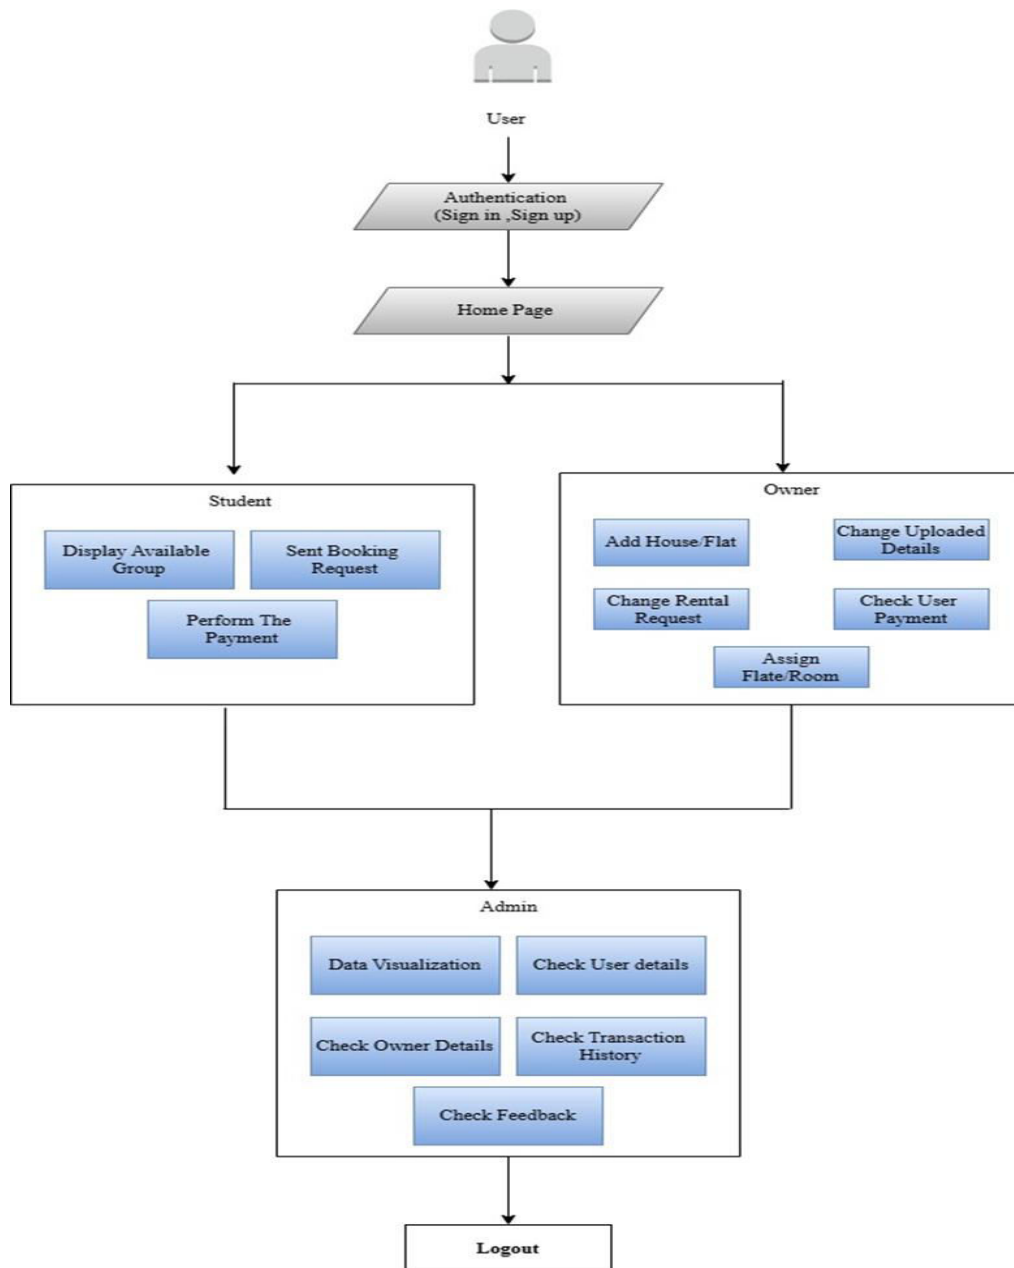 User
Authentication
(Sign in ,Sign up)
Home Page
Student
Display Available
Group
Sent Booking
Request
Perform The
Payment
Owner
Add House/Flat
Change Uploaded
Details
Change Rental
Request
Check User
Payment
Assign
Flate/Room
Admin
Data Visualization
Check User details
Check Owner Details
Check Transaction
History
Check Feedback
Logout